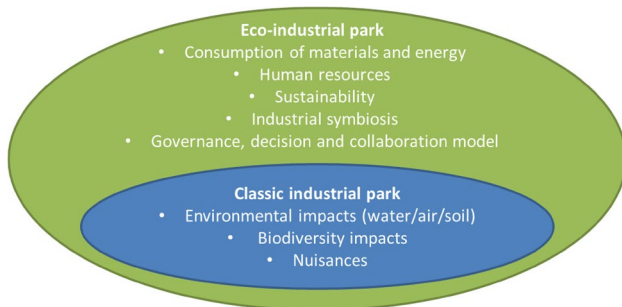 Eco-industrial park
• Consumption of materials and energy
• Human resources
• Sustainability
• Industrial symbiosis
• Governance, decision and collaboration model
Classic industrial park
• Environmental impacts (water/air/soil)
• Biodiversity impacts
• Nuisances